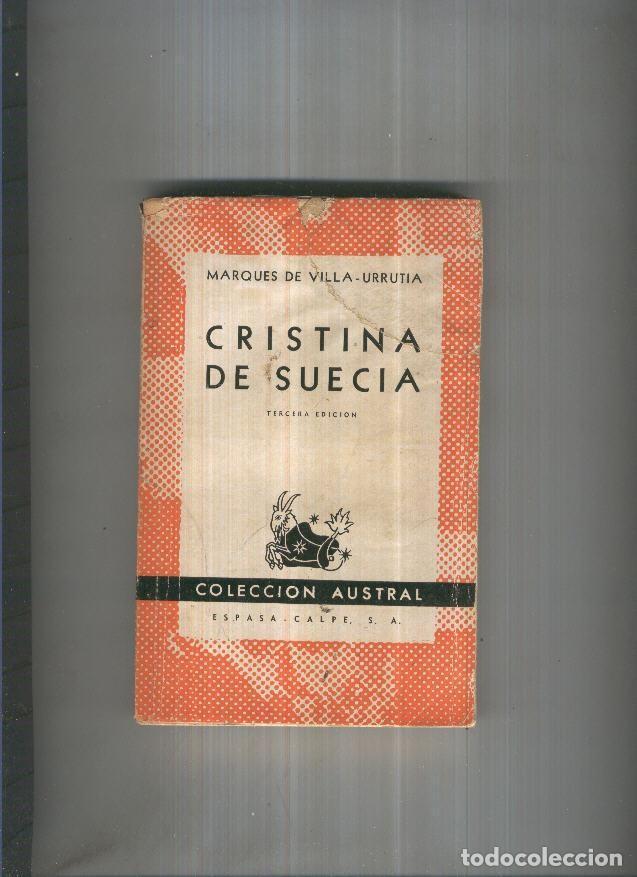 MARQUES DE VILLA-URRUTIA
CRISTINA
DE SUECIA
TERCERA EDICION
COLECCION AUSTRAL
ESPASA-CALPE, S. A.
todocoleccion